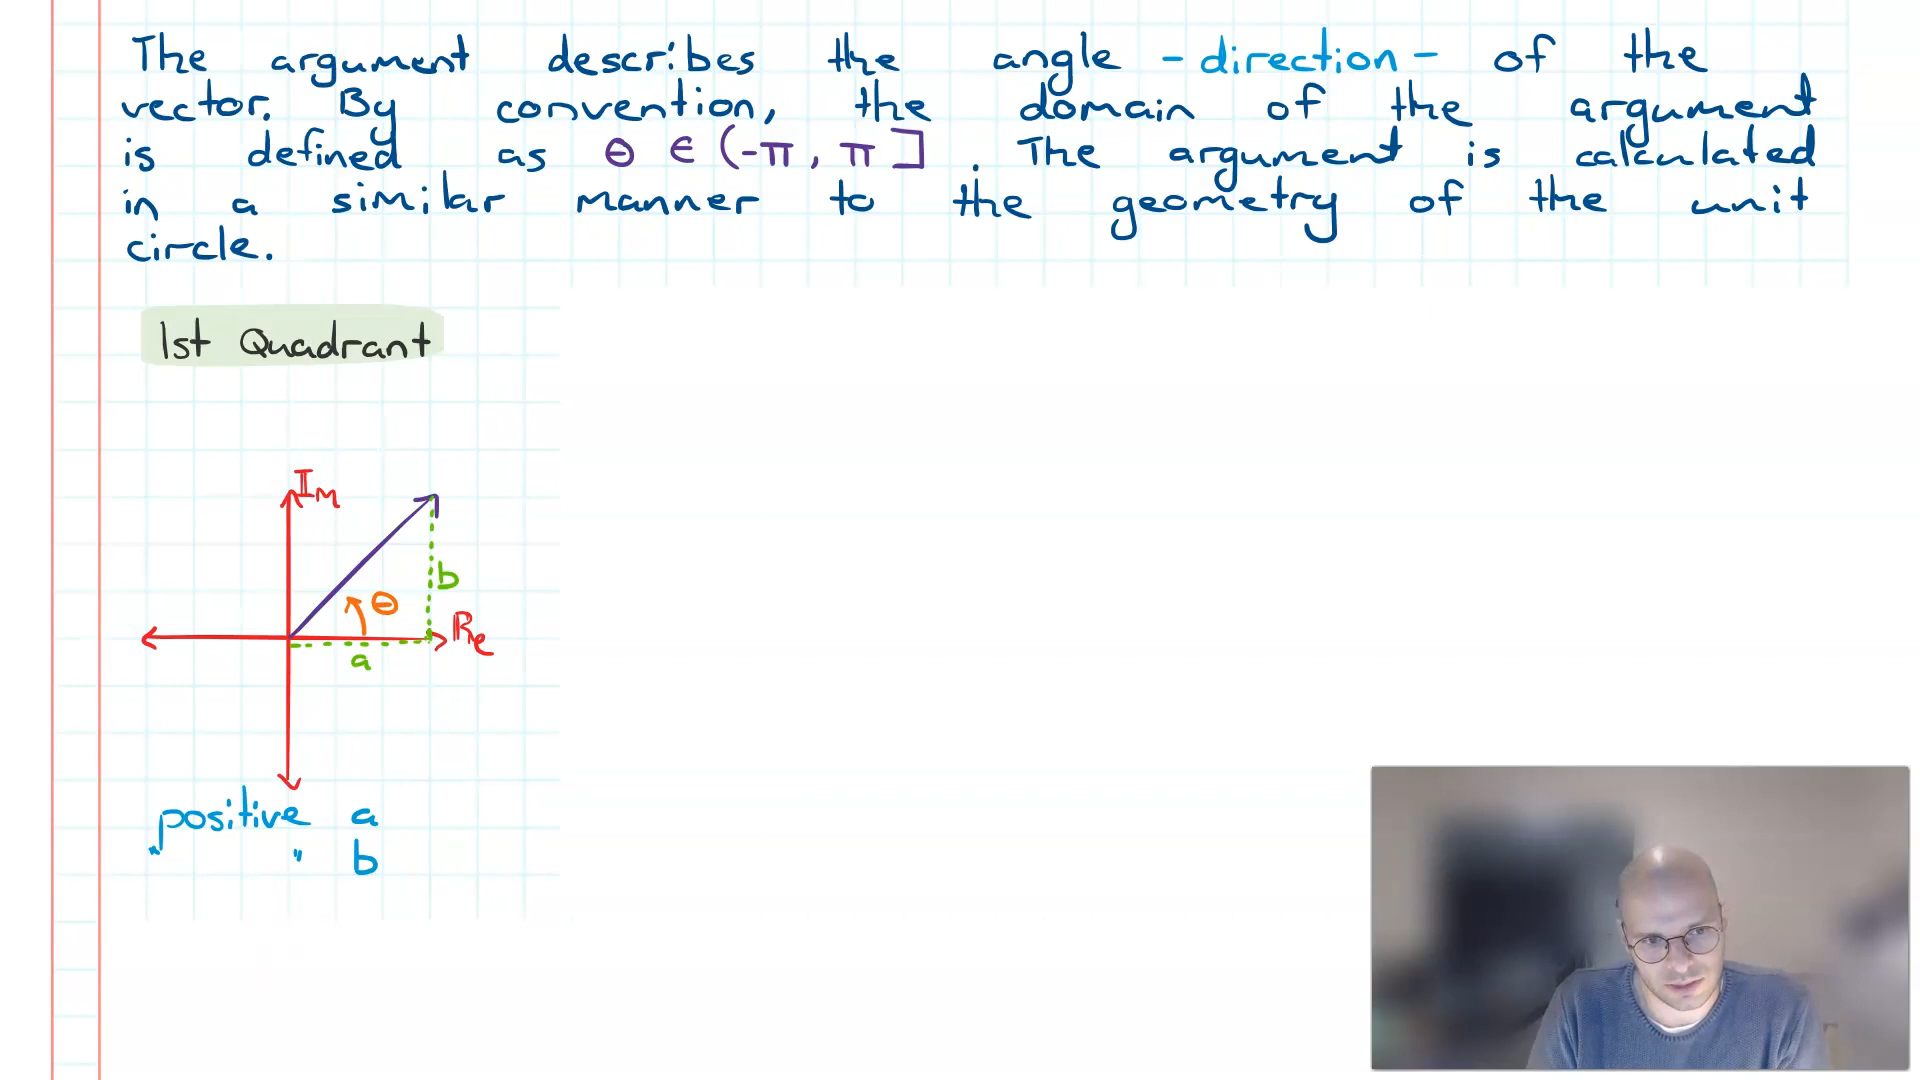 The argument describes the angle - direction - of the
vector. By convention, the domain of the argument
is defined as θ ∈ (-π, π]. The argument is calculated
in a similar manner to the geometry of the unit
circle.
1st Quadrant
Im
θ
b
Re
a
positive a
" " b